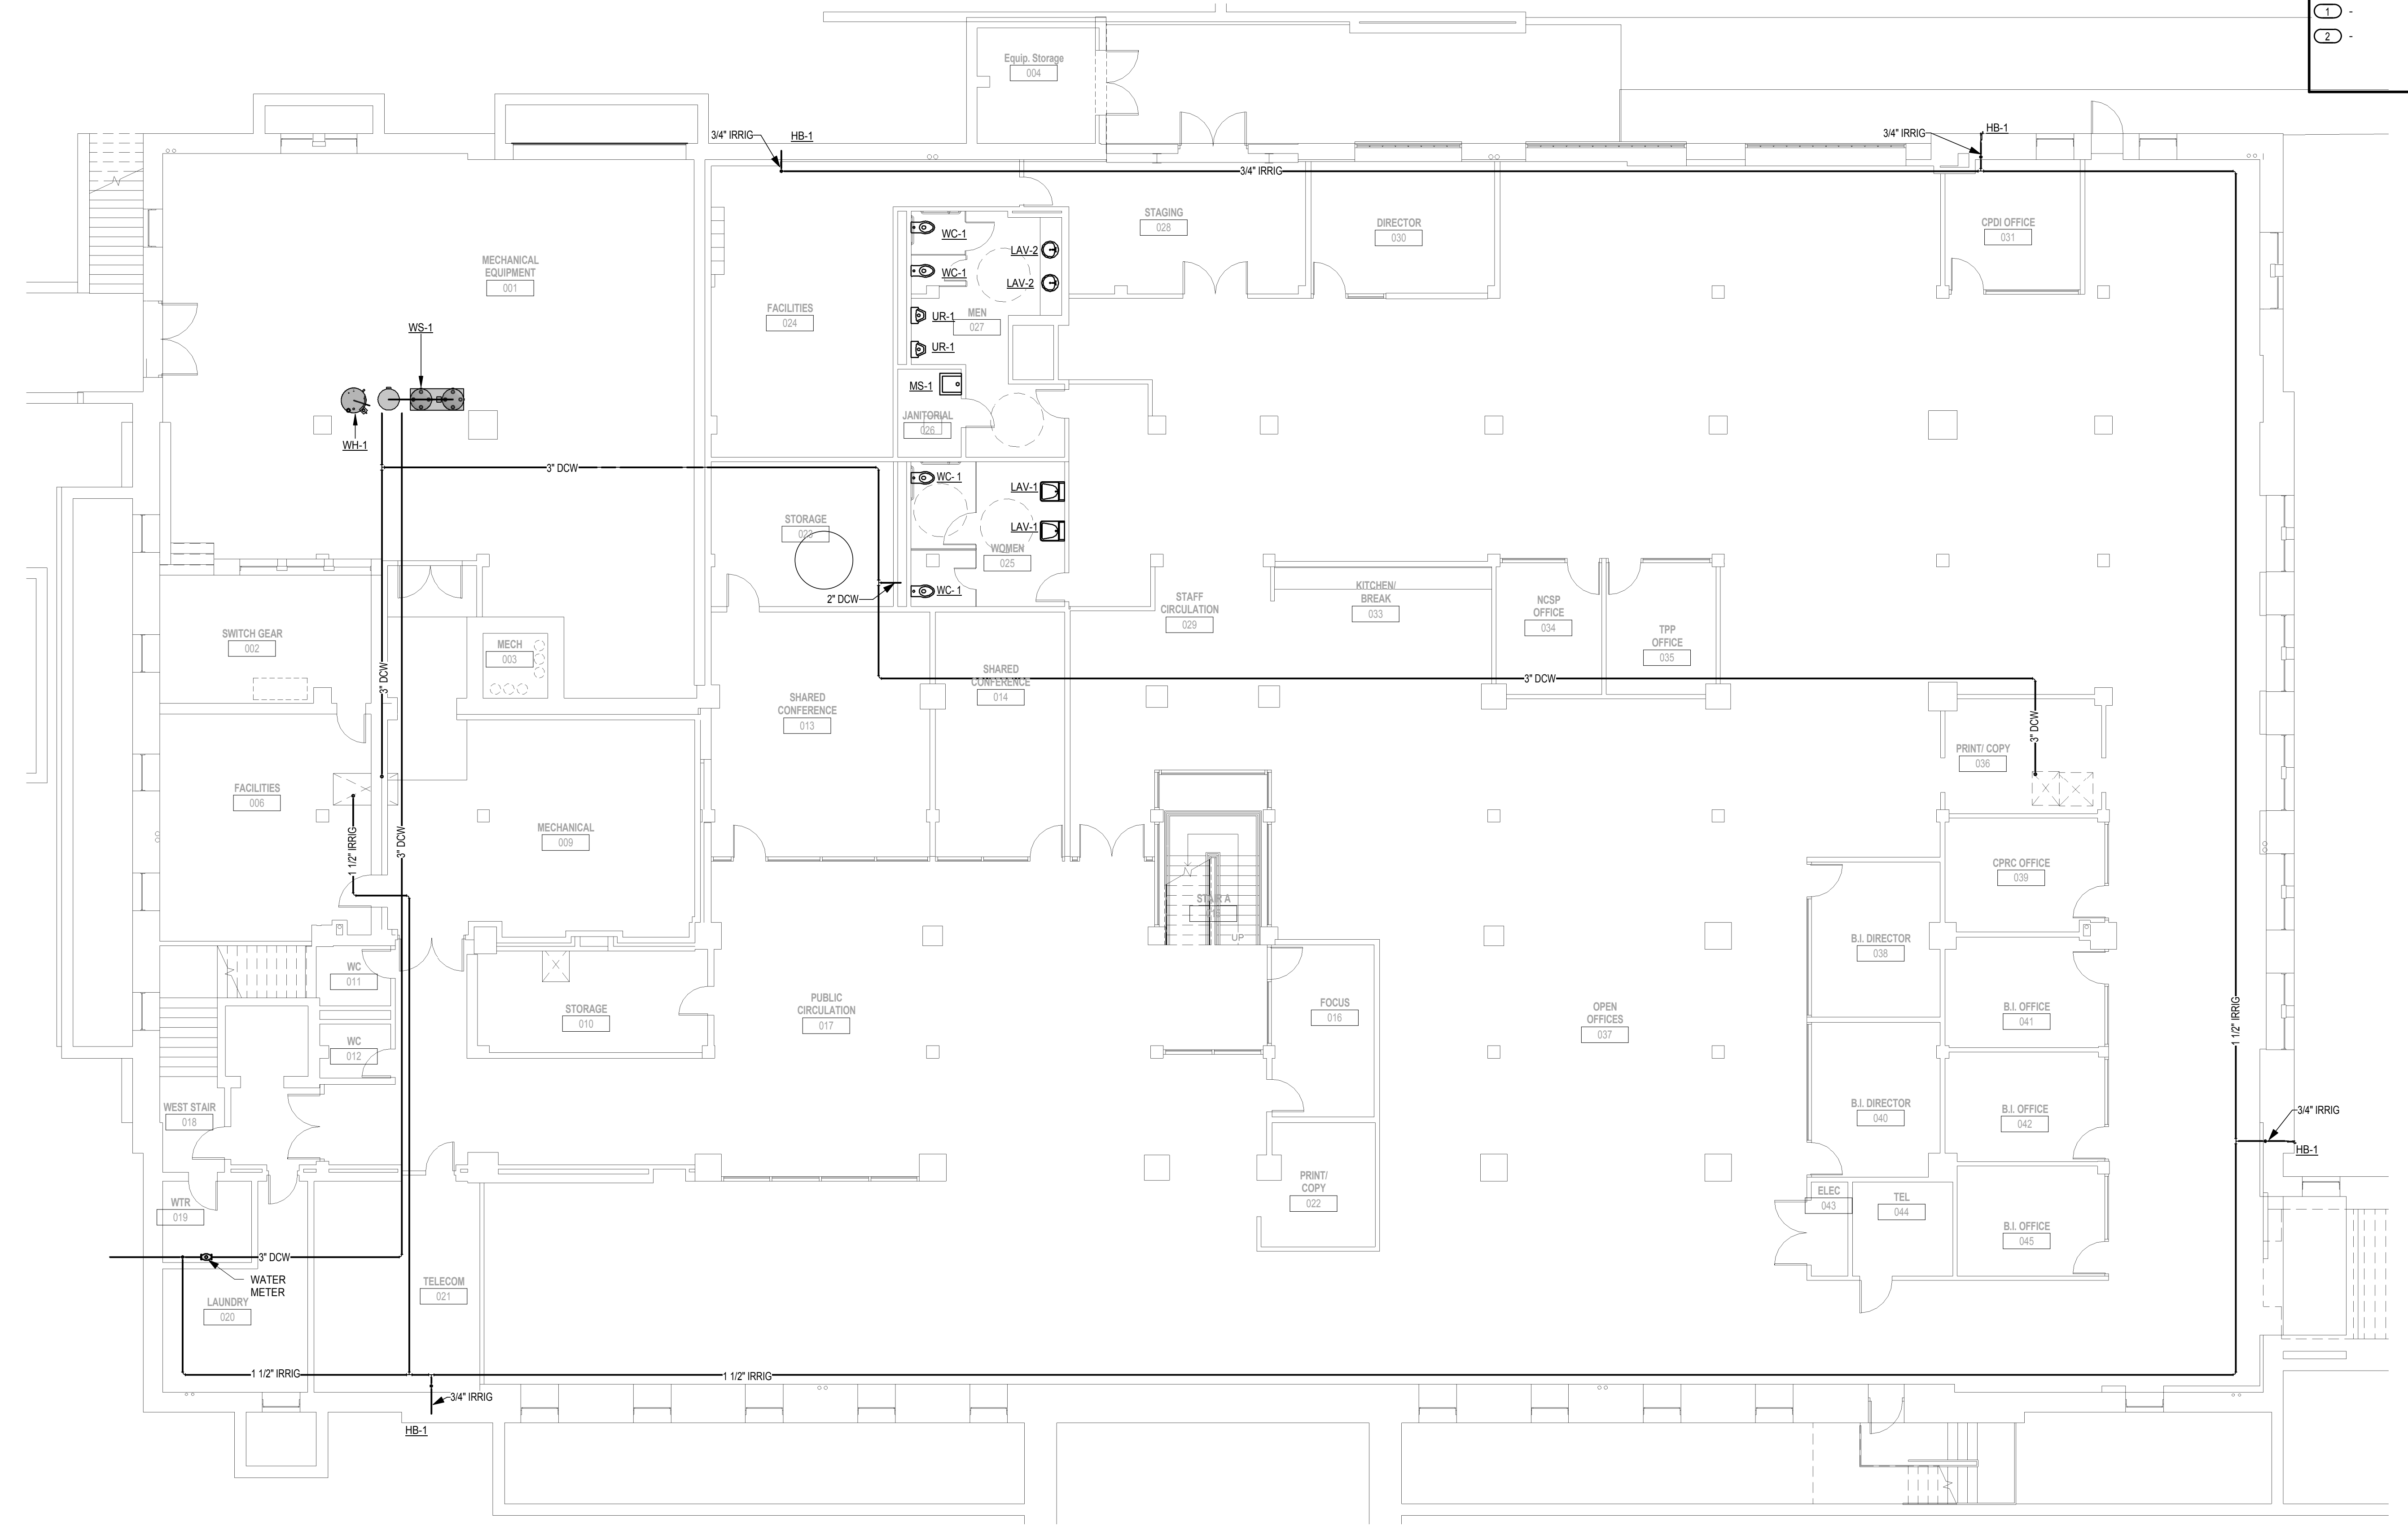 1 -
2 -
Equip. Storage
004
3/4" IRRIG
HB-1
3/4" IRRIG
HB-1
3/4" IRRIG
STAGING
028
DIRECTOR
030
CPDI OFFICE
031
MECHANICAL
EQUIPMENT
001
WC-1
LAV-2
WC-1
LAV-2
FACILITIES
024
UR-1
MEN
027
UR-1
WS-1
MS-1
JANITORIAL
026
WH-1
3" DCW
WC- 1
LAV-1
STORAGE
023
LAV-1
WOMEN
025
WC- 1
2" DCW
KITCHEN/
BREAK
033
STAFF
CIRCULATION
029
NCSP
OFFICE
034
TPP
OFFICE
035
SWITCH GEAR
002
MECH
003
3" DCW
SHARED
CONFERENCE
014
3" DCW
SHARED
CONFERENCE
013
3" DCW
PRINT/ COPY
036
FACILITIES
006
MECHANICAL
009
1 1/2" IRRIG
3" DCW
CPRC OFFICE
039
STAIR A
UP
B.I. DIRECTOR
038
WC
011
STORAGE
010
PUBLIC
CIRCULATION
017
FOCUS
016
OPEN
OFFICES
037
B.I. OFFICE
041
1 1/2" IRRIG
WC
012
WEST STAIR
018
B.I. DIRECTOR
040
B.I. OFFICE
042
3/4" IRRIG
HB-1
WTR
019
PRINT/
COPY
022
ELEC
043
TEL
044
B.I. OFFICE
045
3" DCW
WATER
METER
TELECOM
021
LAUNDRY
020
1 1/2" IRRIG
1 1/2" IRRIG
3/4" IRRIG
HB-1